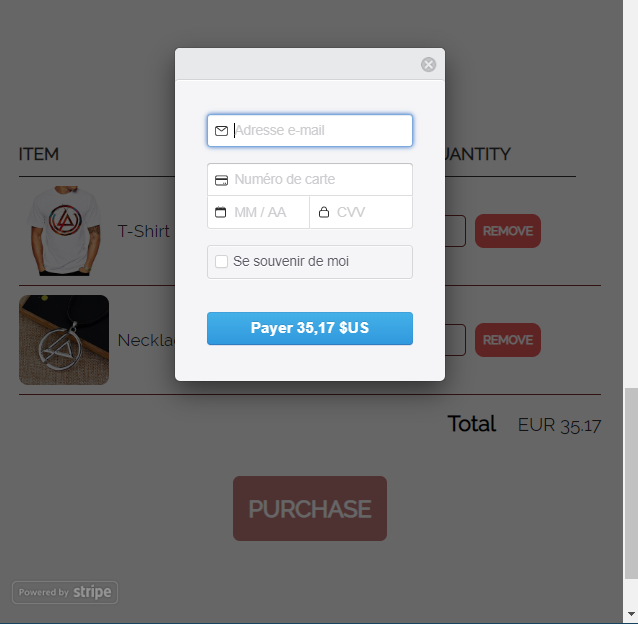 ITEM
UANTITY
Adresse e-mail
Numéro de carte
MM / AA
CVV
T-Shirt
REMOVE
Se souvenir de moi
Payer 35,17 $US
Neckla
REMOVE
Total EUR 35.17
PURCHASE
Powered by stripe